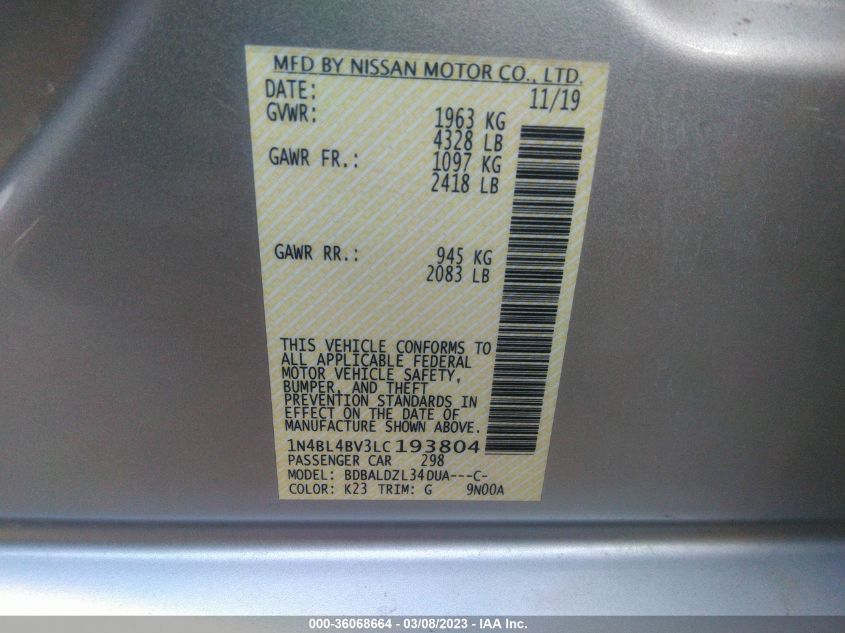 MFD BY NISSAN MOTOR CO., LTD.
DATE: 11/19
GVWR: 1963 KG
4328 LB
GAWR FR.: 1097 KG
2418 LB
GAWR RR.: 945 KG
2083 LB
THIS VEHICLE CONFORMS TO
ALL APPLICABLE FEDERAL
MOTOR VEHICLE SAFETY,
BUMPER, AND THEFT
PREVENTION STANDARDS IN
EFFECT ON THE DATE OF
MANUFACTURE SHOWN ABOVE.
1N4BL4BV3LC193804
PASSENGER CAR 298
MODEL: BDBALDZL34DUA---C-
COLOR: K23 TRIM: G 9N00A
000-36068664 - 03/08/2023 - IAA Inc.